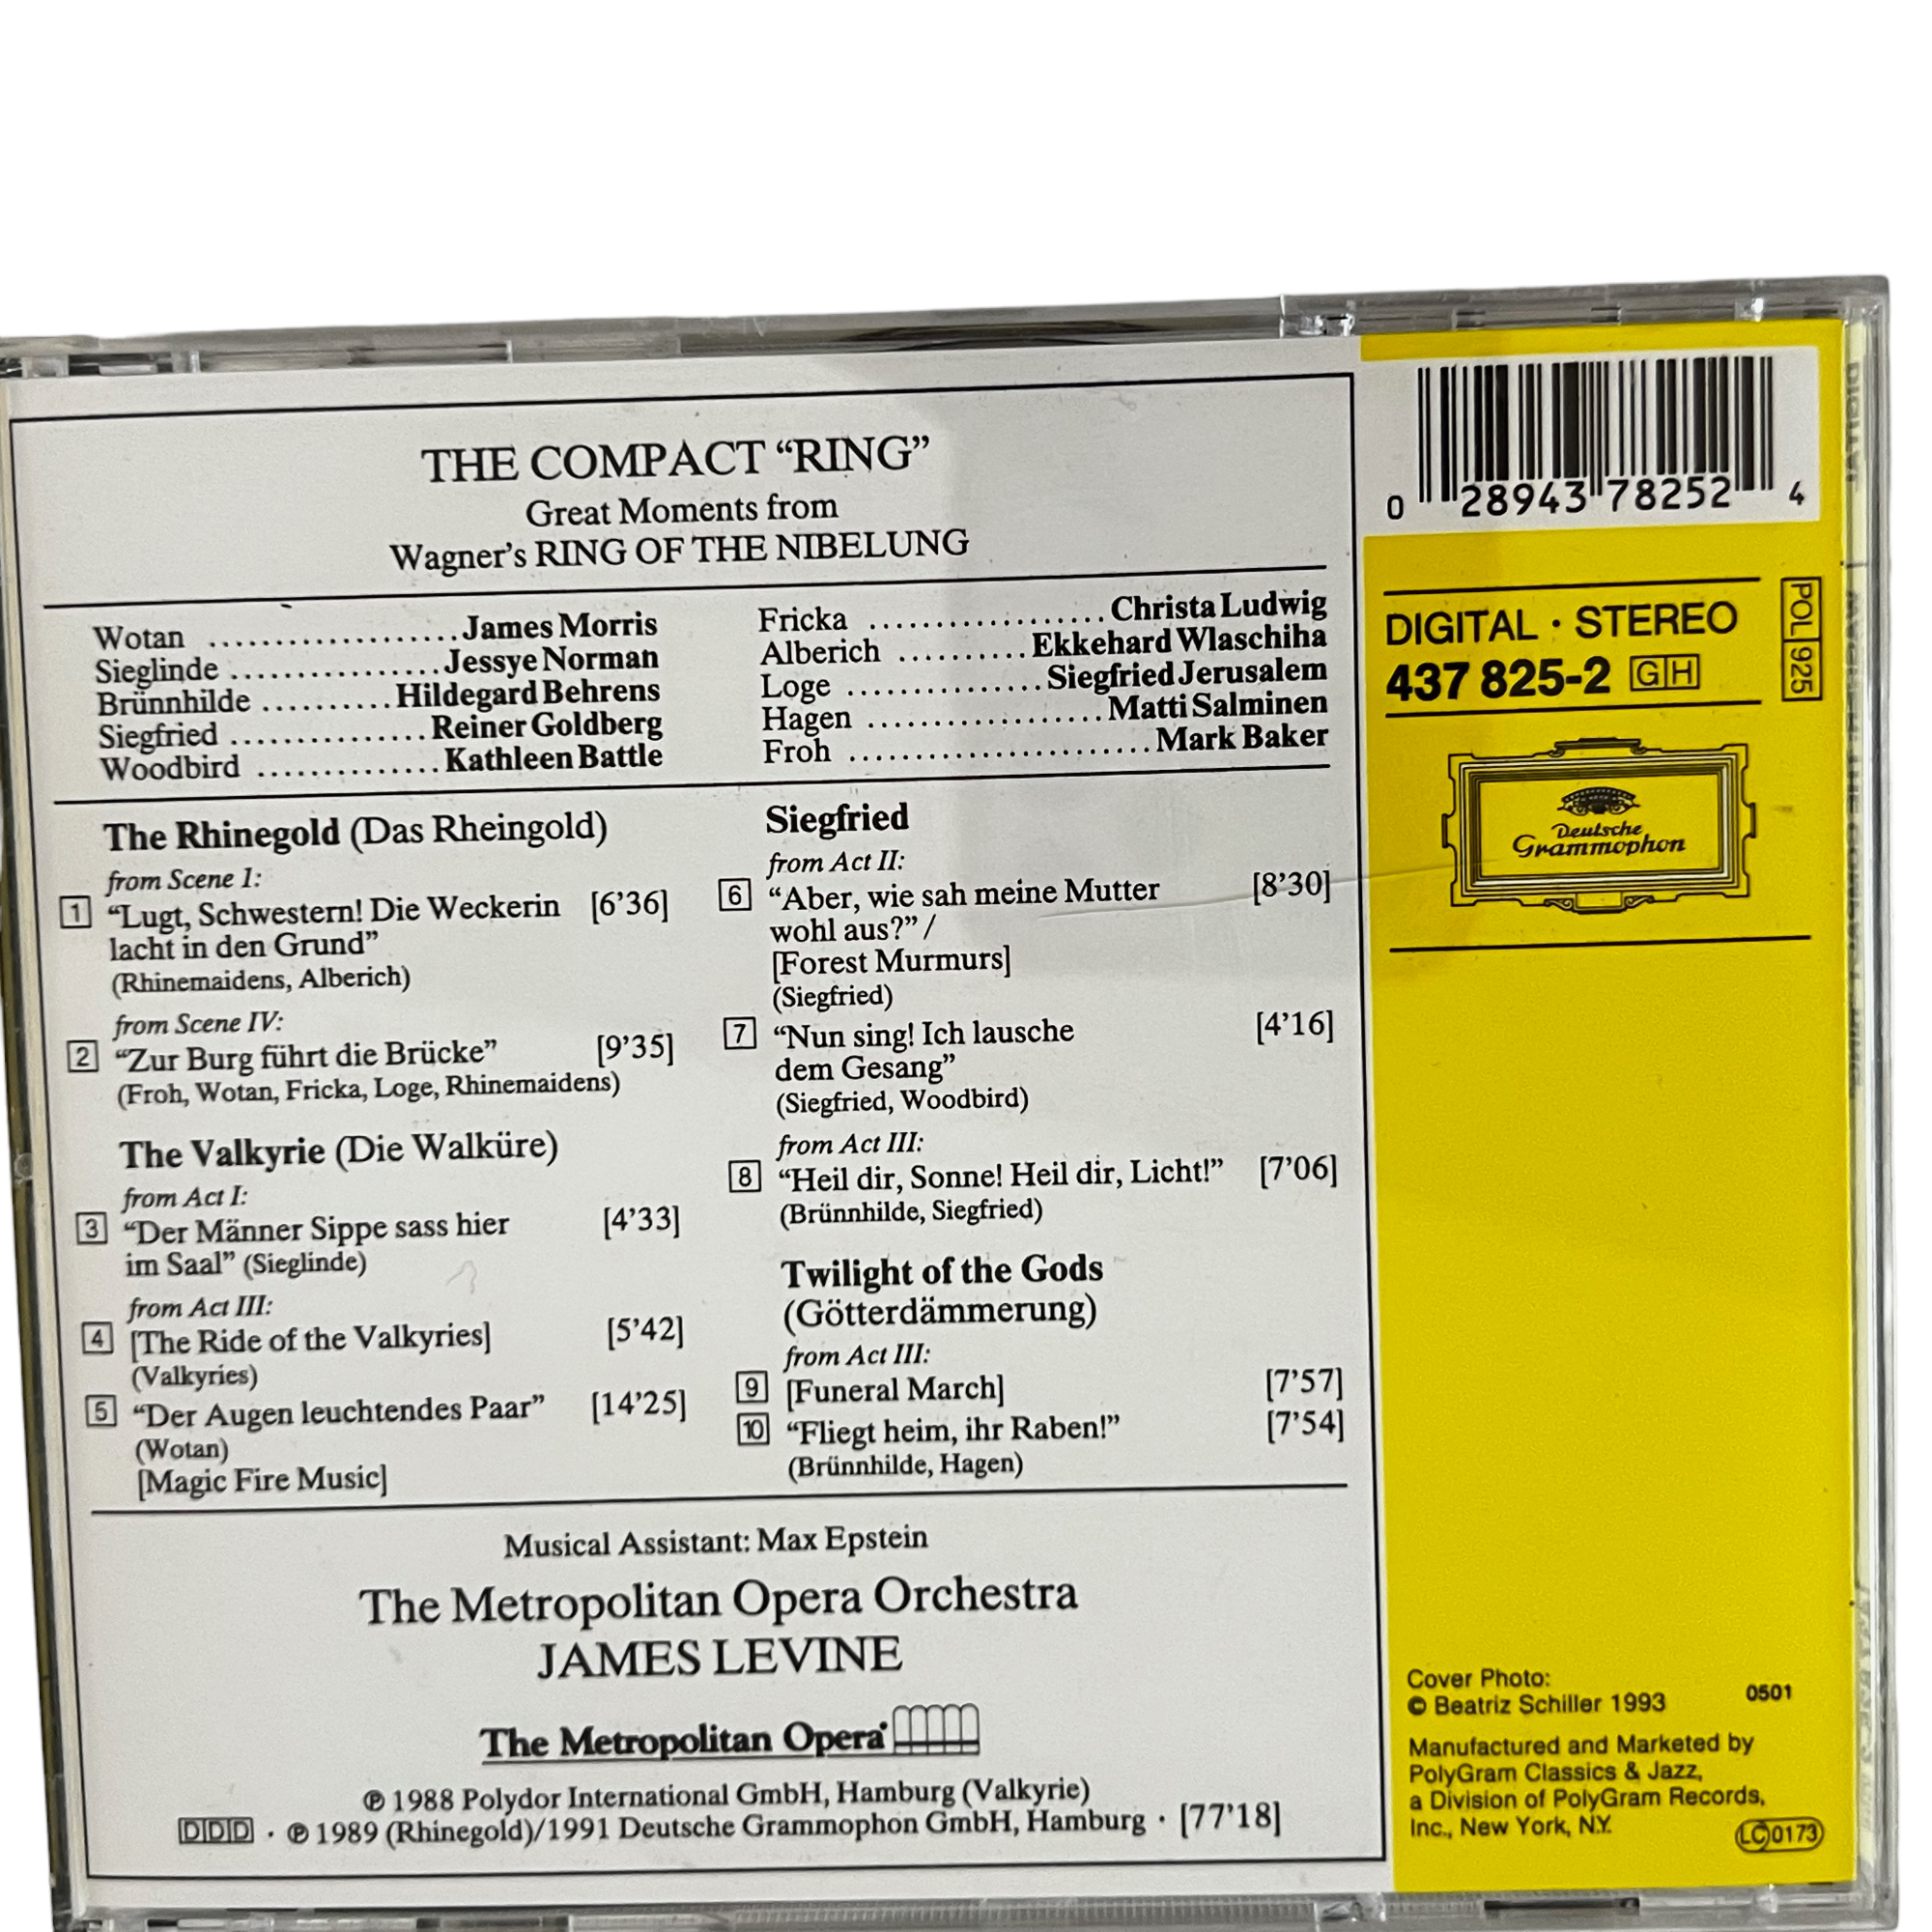 THE COMPACT “RING”
Great Moments from
Wagner’s RING OF THE NIBELUNG
Wotan ................... James Morris
Sieglinde ................ Jessye Norman
Brünnhilde .......... Hildegard Behrens
Siegfried ............... Reiner Goldberg
Woodbird .............. Kathleen Battle
Fricka .................. Christa Ludwig
Alberich .......... Ekkehard Wlaschiha
Loge ............... Siegfried Jerusalem
Hagen .................. Matti Salminen
Froh ....................... Mark Baker
The Rhinegold (Das Rheingold)
from Scene 1:
1 “Lugt, Schwestern! Die Weckerin [6’36]
lacht in den Grund”
(Rhinemaidens, Alberich)
from Scene IV:
2 “Zur Burg führt die Brücke” [9’35]
(Froh, Wotan, Fricka, Loge, Rhinemaidens)
The Valkyrie (Die Walküre)
from Act I:
3 “Der Männer Sippe sass hier [4’33]
im Saal” (Sieglinde)
from Act III:
4 [The Ride of the Valkyries] [5’42]
(Valkyries)
5 “Der Augen leuchtendes Paar” [14’25]
(Wotan)
[Magic Fire Music]
Siegfried
from Act II:
6 “Aber, wie sah meine Mutter [8’30]
wohl aus?” /
[Forest Murmurs]
(Siegfried)
7 “Nun sing! Ich lausche [4’16]
dem Gesang”
(Siegfried, Woodbird)
from Act III:
8 “Heil dir, Sonne! Heil dir, Licht!” [7’06]
(Brünnhilde, Siegfried)
Twilight of the Gods
(Götterdämmerung)
from Act III:
9 [Funeral March] [7’57]
10 “Fliegt heim, ihr Raben!” [7’54]
(Brünnhilde, Hagen)
Musical Assistant: Max Epstein
The Metropolitan Opera Orchestra
JAMES LEVINE
The Metropolitan Opera
℗ 1988 Polydor International GmbH, Hamburg (Valkyrie)
DDD · ℗ 1989 (Rhinegold)/1991 Deutsche Grammophon GmbH, Hamburg · [77’18]
0 28943 78252 4
DIGITAL · STEREO
437 825-2 GH
POL 925
Deutsche
Grammophon
Cover Photo:
© Beatriz Schiller 1993 0501
Manufactured and Marketed by
PolyGram Classics & Jazz,
a Division of PolyGram Records,
Inc., New York, N.Y.
LC 0173